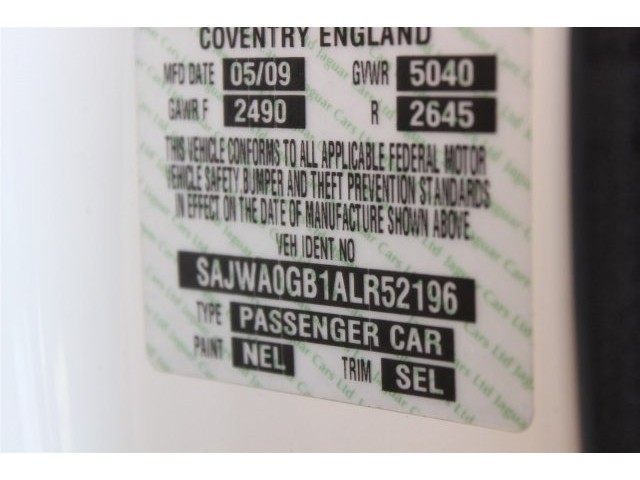 COVENTRY ENGLAND
MFD DATE 05/09 GVWR 5040
GAWR F 2490 R 2645
THIS VEHICLE CONFORMS TO ALL APPLICABLE FEDERAL MOTOR
VEHICLE SAFETY, BUMPER AND THEFT PREVENTION STANDARDS
IN EFFECT ON THE DATE OF MANUFACTURE SHOWN ABOVE
VEH IDENT NO
SAJWA0GB1ALR52196
TYPE PASSENGER CAR
PAINT NEL TRIM SEL